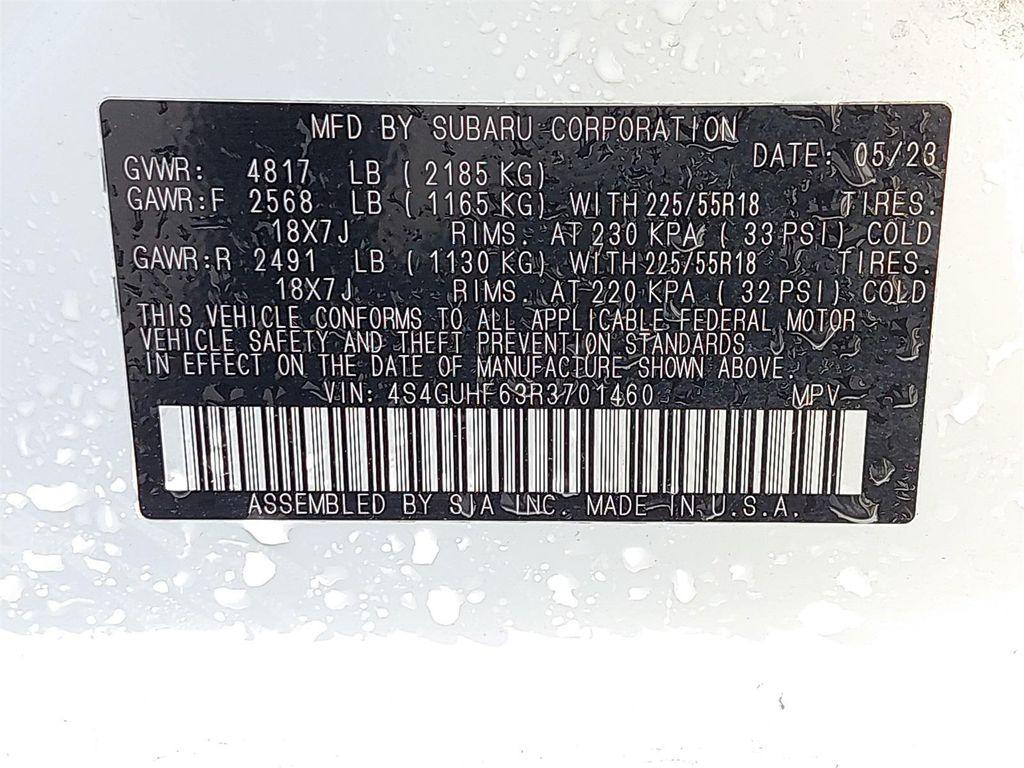 MFD BY SUBARU CORPORATION
DATE: 05/23
GVWR: 4817 LB ( 2185 KG)
GAWR:F 2568 LB ( 1165 KG) WITH 225/55R18 TIRES.
18X7J RIMS. AT 230 KPA ( 33 PSI) COLD
GAWR:R 2491 LB ( 1130 KG) WITH 225/55R18 TIRES.
18X7J RIMS. AT 220 KPA ( 32 PSI) COLD
THIS VEHICLE CONFORMS TO ALL APPLICABLE FEDERAL MOTOR
VEHICLE SAFETY AND THEFT PREVENTION STANDARDS
IN EFFECT ON THE DATE OF MANUFACTURE SHOWN ABOVE.
VIN: 4S4GUHF63R3701460 MPV
ASSEMBLED BY SIA INC. MADE IN U.S.A.